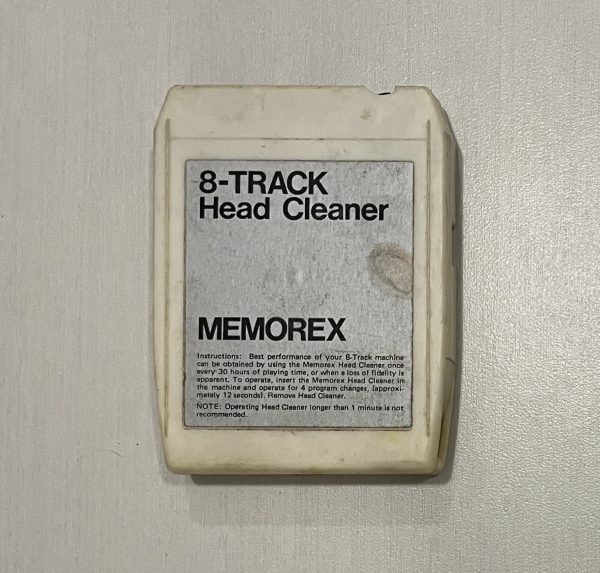 8-TRACK
Head Cleaner
MEMOREX
Instructions: Best performance of your 8-Track machine
can be obtained by using the Memorex Head Cleaner once
every 30 hours of playing time, or when a loss of fidelity is
apparent. To operate, insert the Memorex Head Cleaner in
the machine and operate for 4 program changes, (approxi-
mately 12 seconds). Remove Head Cleaner.
NOTE: Operating Head Cleaner longer than 1 minute is not
recommended.